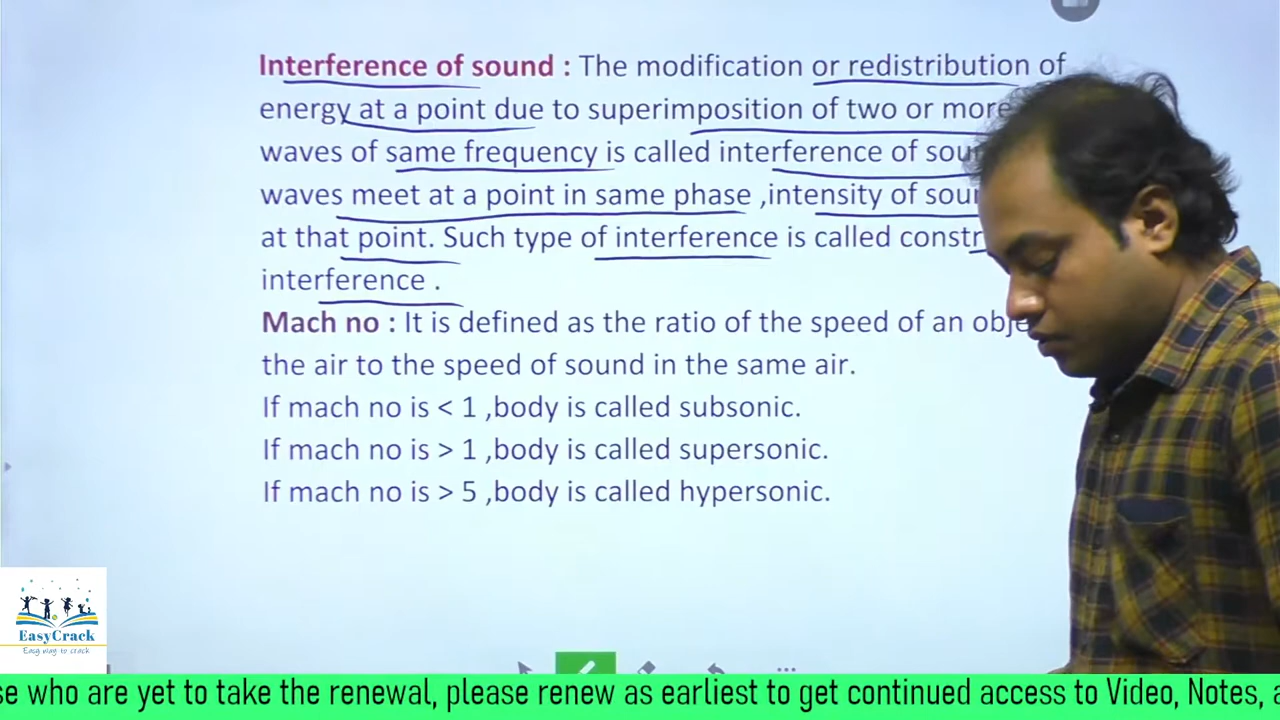 Interference of sound : The modification or redistribution of
energy at a point due to superimposition of two or more
waves of same frequency is called interference of
waves meet at a point in same phase ,intensity of
at that point. Such type of interference is called
interference .
Mach no : It is defined as the ratio of the speed of an
the air to the speed of sound in the same air.
If mach no is < 1 ,body is called subsonic.
If mach no is > 1 ,body is called supersonic.
If mach no is > 5 ,body is called hypersonic.
EasyCrack
Easy way to crack
who are yet to take the renewal, please renew as earliest to get continued access to Video, Notes,